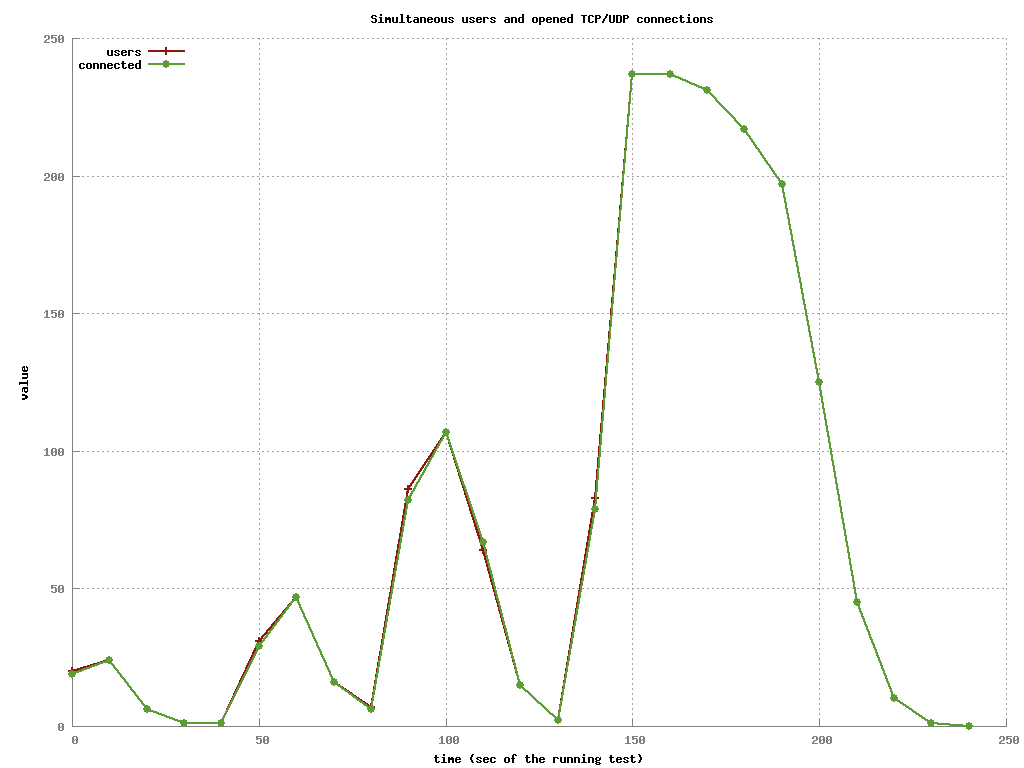 Simultaneous users and opened TCP/UDP connections
250
users
connected
200
150
value
100
50
0
0 50 100 150 200 250
time (sec of the running test)